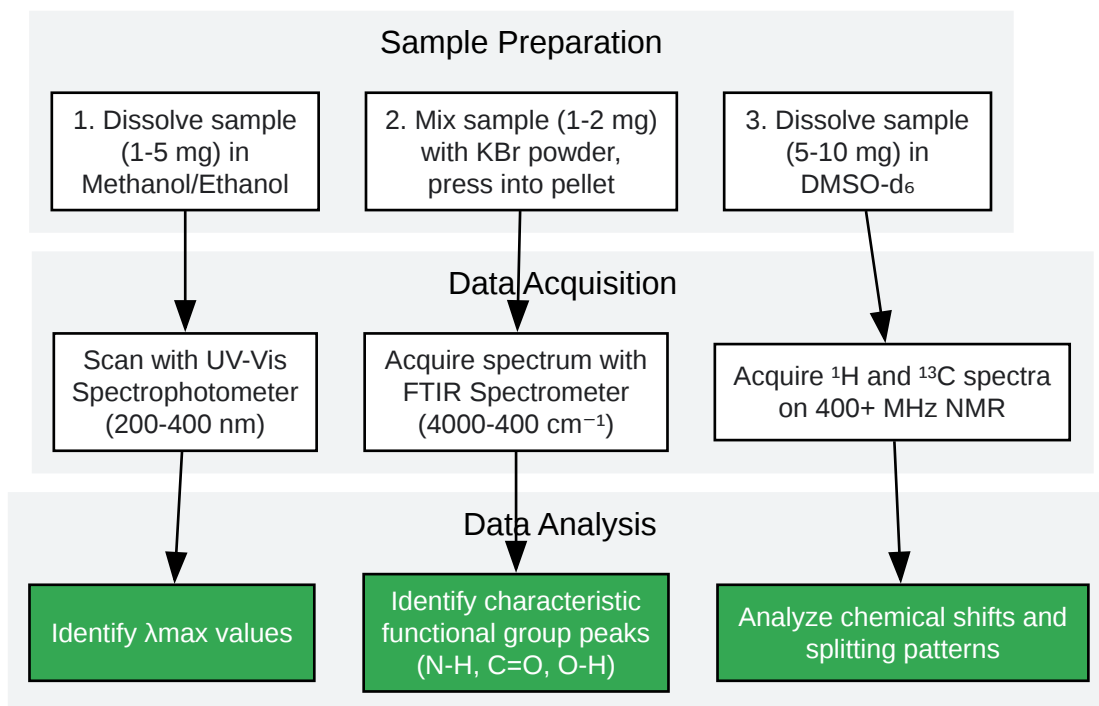 Sample Preparation
1. Dissolve sample
(1-5 mg) in
Methanol/Ethanol
2. Mix sample (1-2 mg)
with KBr powder,
press into pellet
3. Dissolve sample
(5-10 mg) in
DMSO-d₆
Data Acquisition
Scan with UV-Vis
Spectrophotometer
(200-400 nm)
Acquire spectrum with
FTIR Spectrometer
(4000-400 cm⁻¹)
Acquire ¹H and ¹³C spectra
on 400+ MHz NMR
Data Analysis
Identify λmax values
Identify characteristic
functional group peaks
(N-H, C=O, O-H)
Analyze chemical shifts and
splitting patterns